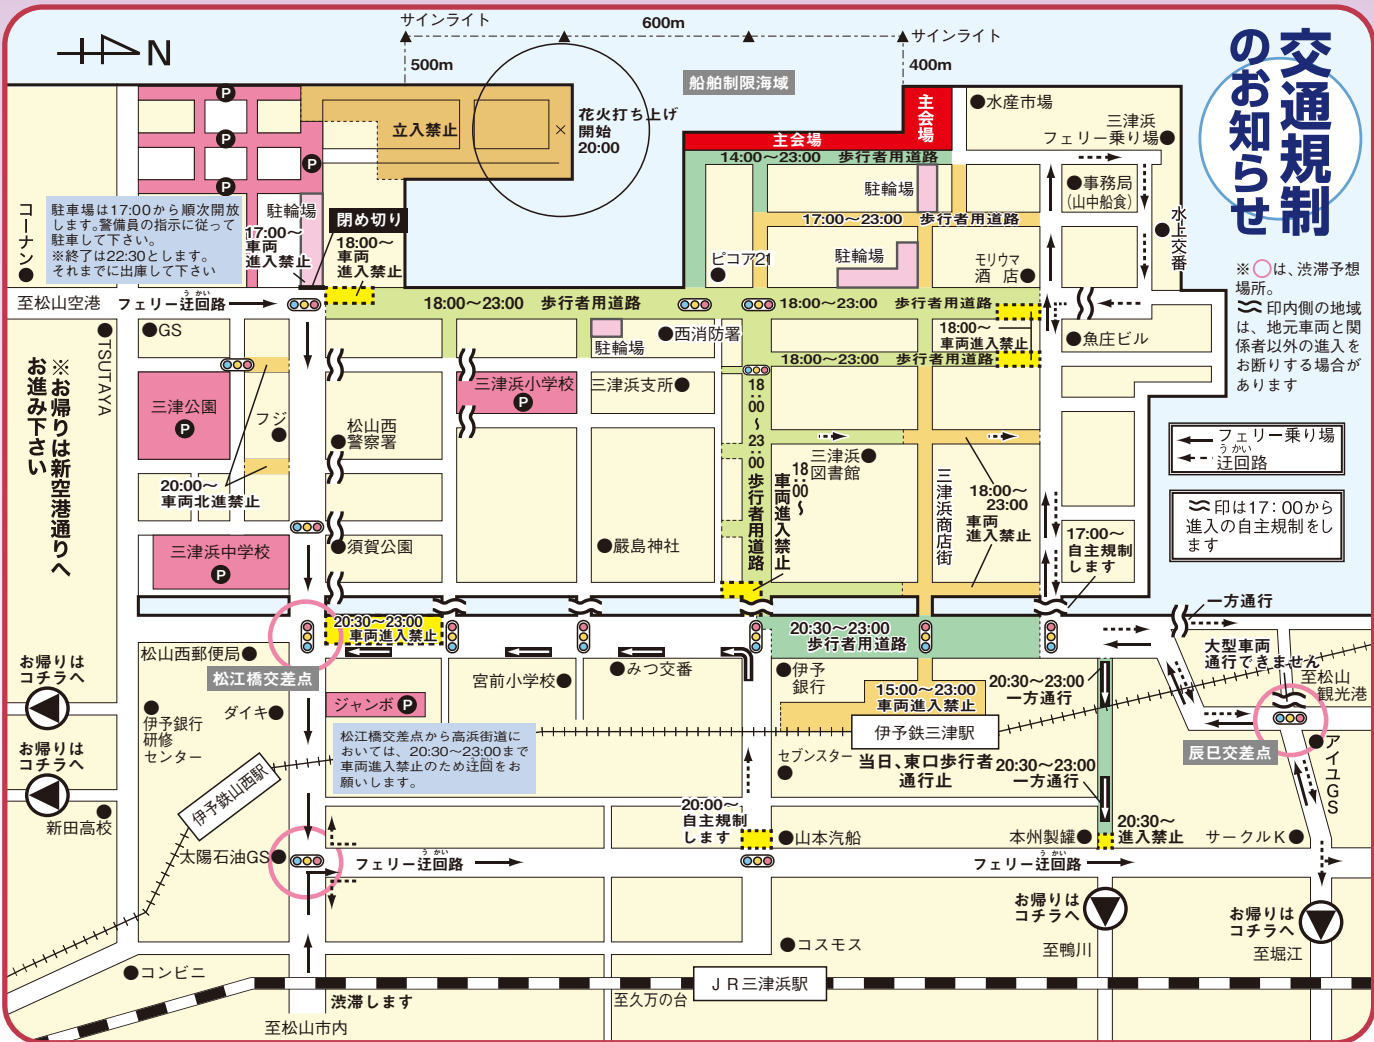 交通規制
のお知らせ
サインライト
600m
サインライト
500m
400m
N
船舶制限海域
花火打ち上げ
開始
20:00
立入禁止
主会場
主会場
14:00〜23:00 歩行者用道路
水産市場
三津浜
フェリー乗り場
事務局
(山中船食)
水上交番
駐輪場
17:00〜23:00 歩行者用道路
駐輪場
ピコア21
モリウマ
酒店
P
P
P
P
コーナン
駐車場は17:00から順次開放
します。警備員の指示に従って
駐車して下さい。
※終了は22:30とします。
それまでに出庫して下さい
駐輪場
17:00〜
車両
進入禁止
閉め切り
18:00〜
車両
進入禁止
※○は、渋滞予想
場所。
印内側の地域
は、地元車両と関
係者以外の進入を
お断りする場合が
あります
至松山空港
フェリー迂回路
うかい
18:00〜23:00 歩行者用道路
18:00〜23:00 歩行者用道路
GS
TSUTAYA
駐輪場
西消防署
18:00〜
車両進入禁止
18:00〜23:00 歩行者用道路
魚庄ビル
※お帰りは新空港通りへ
お進み下さい
三津公園
P
フジ
松山西
警察署
三津浜小学校
P
三津浜支所
18:00〜23:00 歩行者用道路
18:00〜
車両進入禁止
三津浜
図書館
三津浜商店街
18:00〜
23:00
車両
進入禁止
フェリー乗り場
うかい
迂回路
印は17：00から
進入の自主規制をし
ます
20:00〜
車両北進禁止
三津浜中学校
P
須賀公園
嚴島神社
17:00〜
自主規制
します
一方通行
20:30〜23:00
車両進入禁止
20:30〜23:00
歩行者用道路
大型車両
通行できません
松山西郵便局
松江橋交差点
お帰りは
コチラへ
宮前小学校
みつ交番
伊予
銀行
20:30〜23:00
一方通行
15:00〜23:00
車両進入禁止
至松山
観光港
ダイキ
ジャンボ P
伊予銀行
研修
センター
松江橋交差点から高浜街道に
おいては、20:30〜23:00まで
車両進入禁止のため迂回をお
願いします。
伊予鉄三津駅
辰巳交差点
アイユGS
お帰りは
コチラへ
セブンスター
当日、東口歩行者
通行止
20:30〜23:00
一方通行
伊予鉄山西駅
新田高校
20:00〜
自主規制
します
山本汽船
本州製罐
20:30〜
進入禁止
サークルK
太陽石油GS
うかい
フェリー迂回路
うかい
フェリー迂回路
お帰りは
コチラへ
お帰りは
コチラへ
コスモス
至鴨川
至堀江
コンビニ
JR三津浜駅
渋滞します
至久万の台
至松山市内